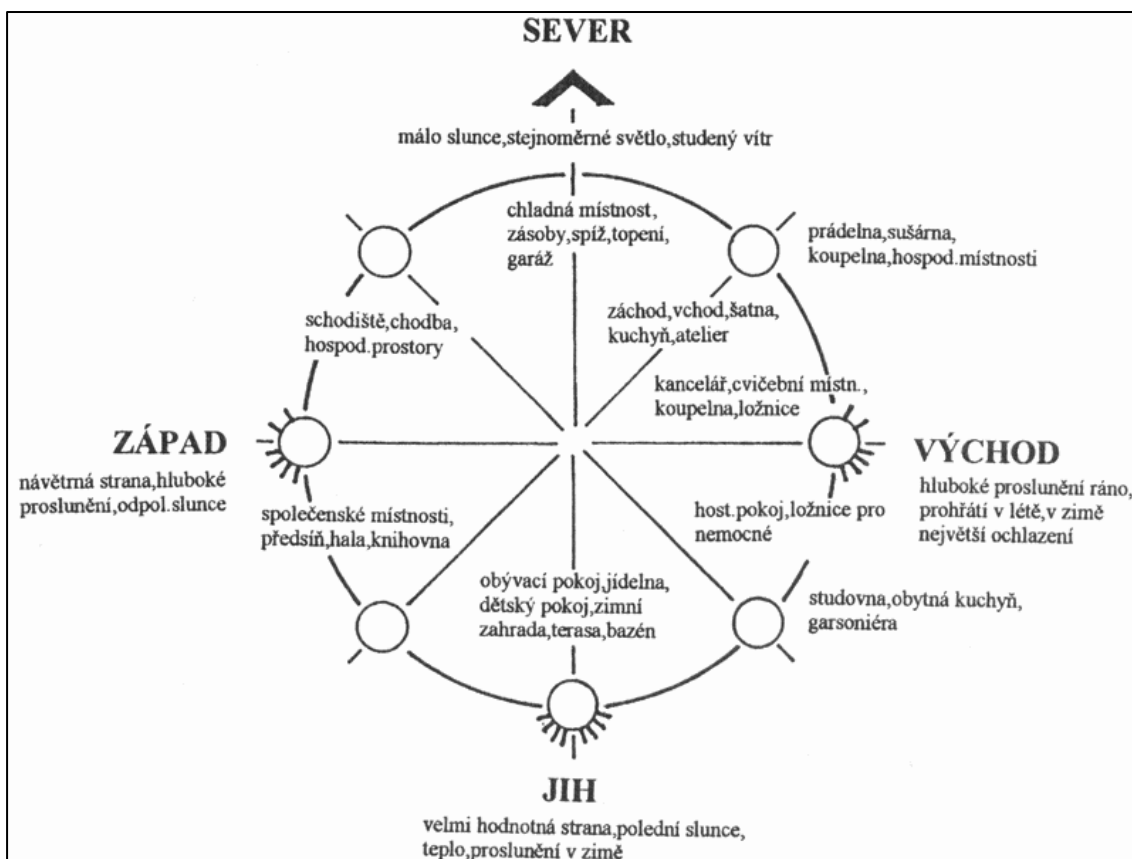 SEVER
málo slunce,stejnoměrné světlo,studený vítr
chladná místnost,
zásoby,spíž,topení,
garáž
prádelna,sušárna,
koupelna,hospod.místnosti
schodiště,chodba,
hospod.prostory
záchod,vchod,šatna,
kuchyň,atelier
kancelář,cvičební místn.,
koupelna,ložnice
ZÁPAD
návětrná strana,hluboké
proslunění,odpol.slunce
VÝCHOD
hluboké proslunění ráno,
prohřátí v létě,v zimě
největší ochlazení
společenské místnosti,
předsíň,hala,knihovna
host.pokoj,ložnice pro
nemocné
obývací pokoj,jídelna,
dětský pokoj,zimní
zahrada,terasa,bazén
studovna,obytná kuchyň,
garsoniéra
JIH
velmi hodnotná strana,polední slunce,
teplo,proslunění v zimě